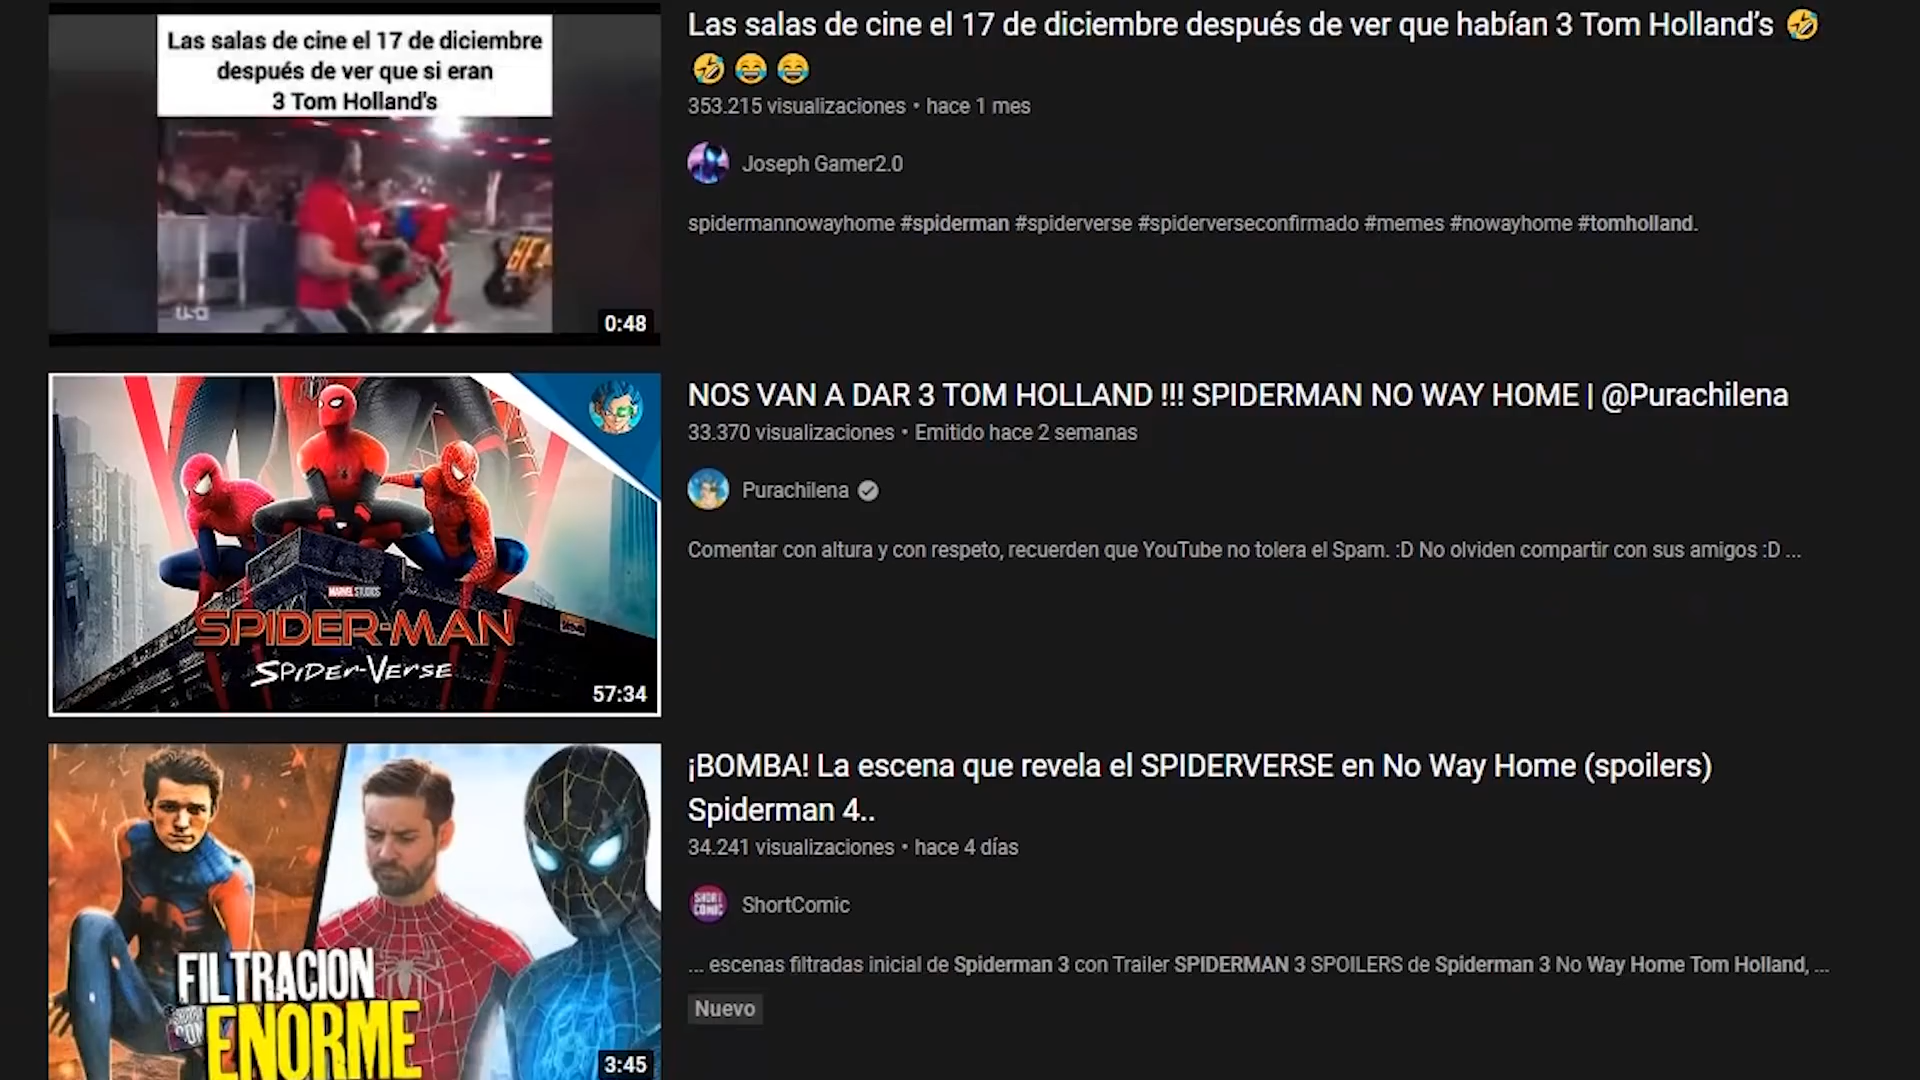 Las salas de cine el 17 de diciembre
después de ver que si eran
3 Tom Holland's
0:48
Las salas de cine el 17 de diciembre después de ver que habían 3 Tom Holland’s 🤣
🤣 😂 😂
353.215 visualizaciones • hace 1 mes
Joseph Gamer2.0
spidermannowayhome #spiderman #spiderverse #spiderverseconfirmado #memes #nowayhome #tomholland.
MARVEL STUDIOS
SPIDER-MAN
SPIDER-VERSE
57:34
NOS VAN A DAR 3 TOM HOLLAND !!! SPIDERMAN NO WAY HOME | @Purachilena
33.370 visualizaciones • Emitido hace 2 semanas
Purachilena
Comentar con altura y con respeto, recuerden que YouTube no tolera el Spam. :D No olviden compartir con sus amigos :D ...
FILTRACION
ENORME
3:45
¡BOMBA! La escena que revela el SPIDERVERSE en No Way Home (spoilers)
Spiderman 4..
34.241 visualizaciones • hace 4 días
SHORT
COMIC
ShortComic
... escenas filtradas inicial de Spiderman 3 con Trailer SPIDERMAN 3 SPOILERS de Spiderman 3 No Way Home Tom Holland, ...
Nuevo